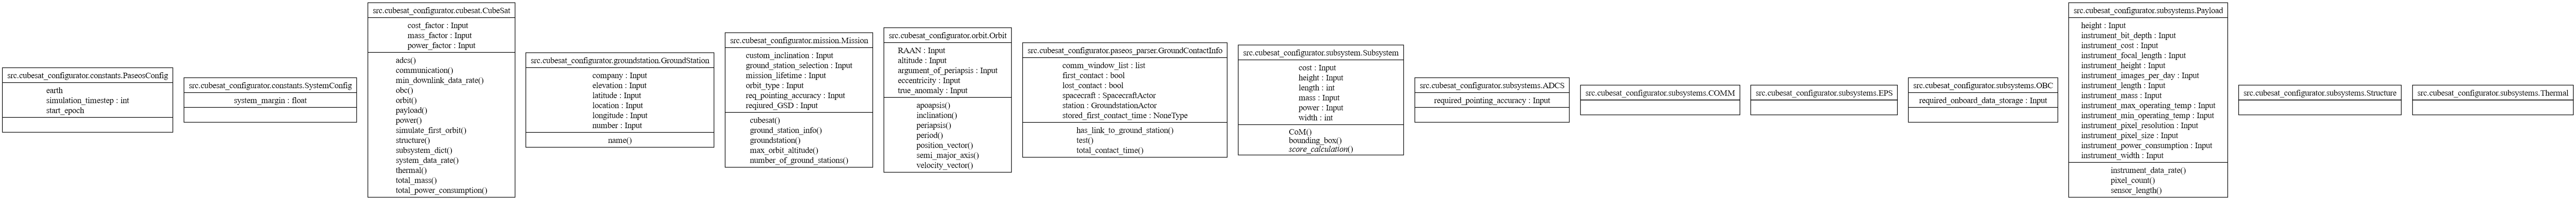 src.cubesat_configurator.constants.PaseosConfig
earth
simulation_timestep : int
start_epoch
src.cubesat_configurator.constants.SystemConfig
system_margin : float
src.cubesat_configurator.cubesat.CubeSat
cost_factor : Input
mass_factor : Input
power_factor : Input
adcs()
communication()
min_downlink_data_rate()
obc()
orbit()
payload()
power()
simulate_first_orbit()
structure()
subsystem_dict()
system_data_rate()
thermal()
total_mass()
total_power_consumption()
src.cubesat_configurator.groundstation.GroundStation
company : Input
elevation : Input
latitude : Input
location : Input
longitude : Input
number : Input
name()
src.cubesat_configurator.mission.Mission
custom_inclination : Input
ground_station_selection : Input
mission_lifetime : Input
orbit_type : Input
req_pointing_accuracy : Input
reqiured_GSD : Input
cubesat()
ground_station_info()
groundstation()
max_orbit_altitude()
number_of_ground_stations()
src.cubesat_configurator.orbit.Orbit
RAAN : Input
altitude : Input
argument_of_periapsis : Input
eccentricity : Input
true_anomaly : Input
apoapsis()
inclination()
periapsis()
period()
position_vector()
semi_major_axis()
velocity_vector()
src.cubesat_configurator.paseos_parser.GroundContactInfo
comm_window_list : list
first_contact : bool
lost_contact : bool
spacecraft : SpacecraftActor
station : GroundstationActor
stored_first_contact_time : NoneType
has_link_to_ground_station()
test()
total_contact_time()
src.cubesat_configurator.subsystem.Subsystem
cost : Input
height : Input
length : int
mass : Input
power : Input
width : int
CoM()
bounding_box()
score_calculation()
src.cubesat_configurator.subsystems.ADCS
required_pointing_accuracy : Input
src.cubesat_configurator.subsystems.COMM
src.cubesat_configurator.subsystems.EPS
src.cubesat_configurator.subsystems.OBC
required_onboard_data_storage : Input
src.cubesat_configurator.subsystems.Payload
height : Input
instrument_bit_depth : Input
instrument_cost : Input
instrument_focal_length : Input
instrument_height : Input
instrument_images_per_day : Input
instrument_length : Input
instrument_mass : Input
instrument_max_operating_temp : Input
instrument_min_operating_temp : Input
instrument_pixel_resolution : Input
instrument_pixel_size : Input
instrument_power_consumption : Input
instrument_width : Input
instrument_data_rate()
pixel_count()
sensor_length()
src.cubesat_configurator.subsystems.Structure
src.cubesat_configurator.subsystems.Thermal